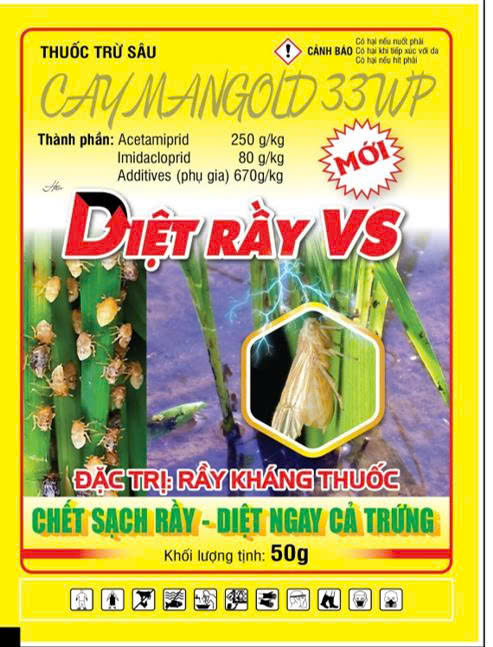 THUỐC TRỪ SÂU
CẢNH BÁO
Có hại nếu nuốt phải
Có hại khi tiếp xúc với da
Có hại nếu hít phải
CAYMANGOLD 33WP
Thành phần: Acetamiprid 250 g/kg
Imidacloprid 80 g/kg
Additives (phụ gia) 670g/kg
MỚI
DIỆT RẦY VS
ĐẶC TRỊ: RẦY KHÁNG THUỐC
CHẾT SẠCH RẦY - DIỆT NGAY CẢ TRỨNG
Khối lượng tịnh: 50g